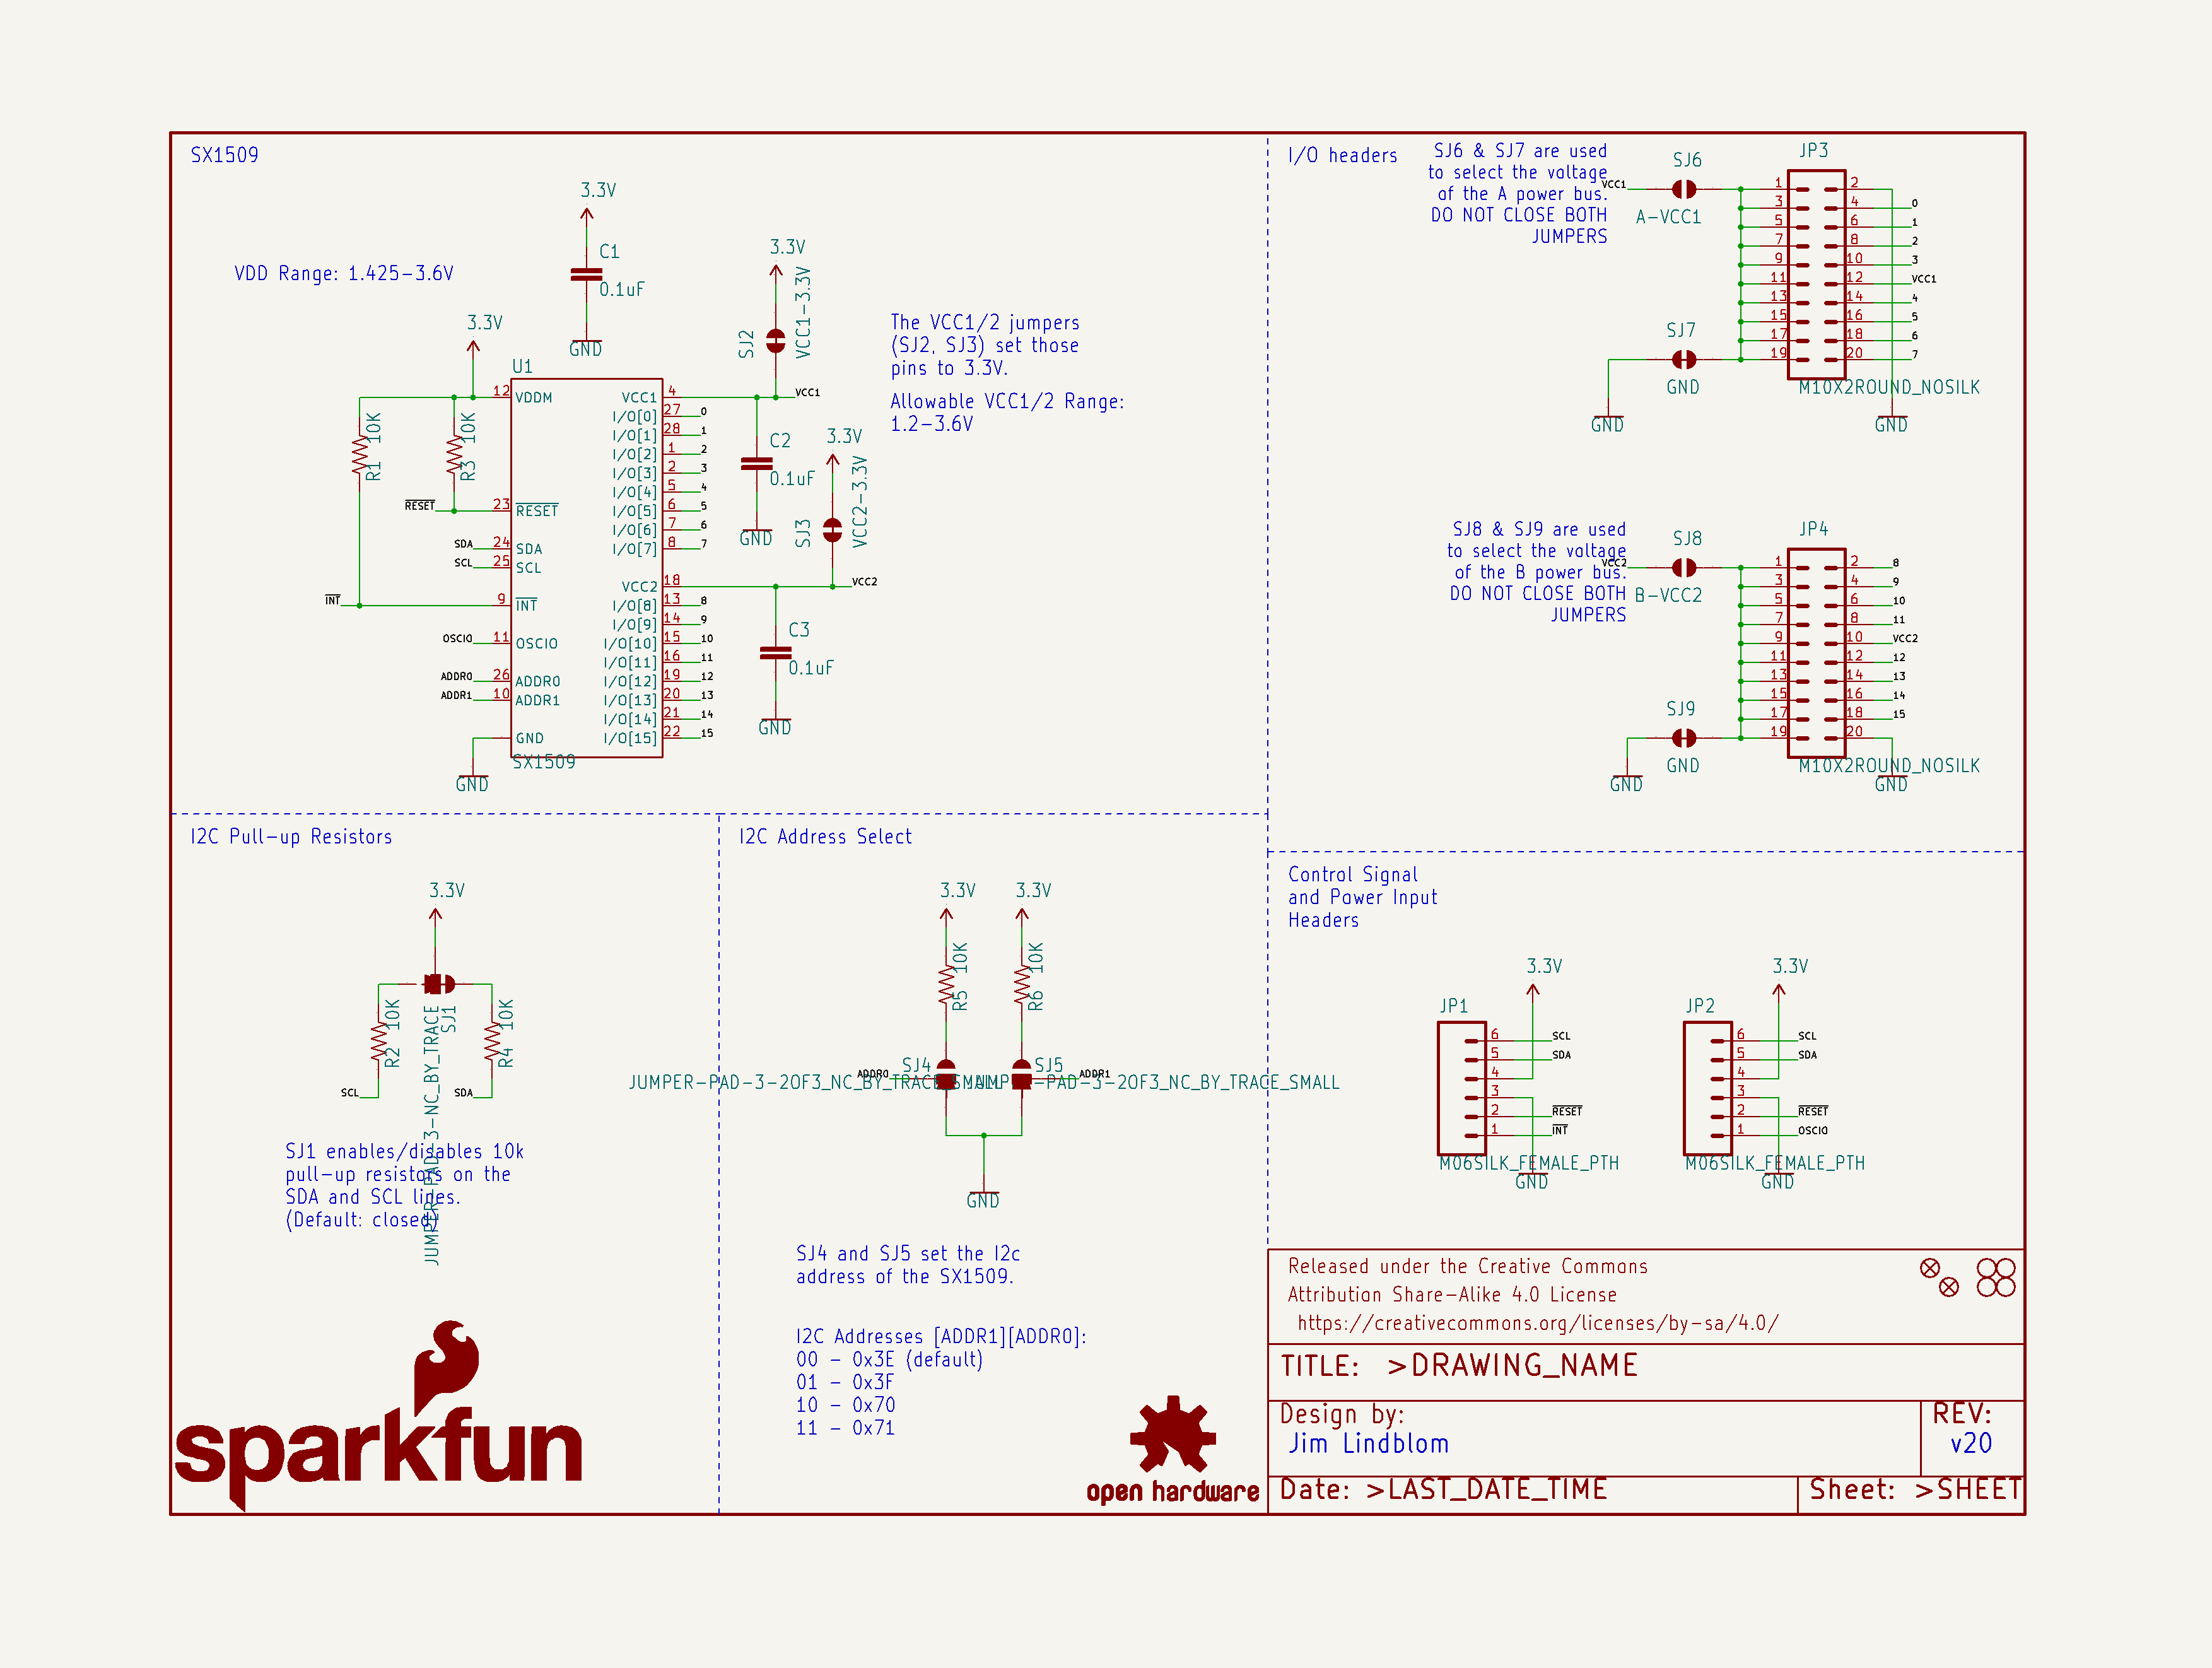 SX1509
VDD Range: 1.425-3.6V
3.3V
C1
0.1uF
GND
3.3V
SJ2
VCC1-3.3V
The VCC1/2 jumpers
(SJ2, SJ3) set those
pins to 3.3V.
Allowable VCC1/2 Range:
1.2-3.6V
3.3V
U1
R1
10K
R3
10K
RESET
SDA
SCL
INT
OSCIO
ADDR0
ADDR1
GND
12 VDDM
23 RESET
24 SDA
25 SCL
9 INT
11 OSCIO
26 ADDR0
10 ADDR1
GND
SX1509
VCC1 4 VCC1
I/O[0] 27 0
I/O[1] 28 1
I/O[2] 1 2
I/O[3] 2 3
I/O[4] 5 4
I/O[5] 6 5
I/O[6] 7 6
I/O[7] 8 7
VCC2 18 VCC2
I/O[8] 13 8
I/O[9] 14 9
I/O[10] 15 10
I/O[11] 16 11
I/O[12] 19 12
I/O[13] 20 13
I/O[14] 21 14
I/O[15] 22 15
C2
0.1uF
GND
3.3V
SJ3
VCC2-3.3V
C3
0.1uF
GND
I/O headers
SJ6 & SJ7 are used
to select the voltage
of the A power bus.
DO NOT CLOSE BOTH
JUMPERS
VCC1
SJ6
A-VCC1
SJ7
GND
GND
JP3
1 2
3 4 0
5 6 1
7 8 2
9 10 3
11 12 VCC1
13 14 4
15 16 5
17 18 6
19 20 7
M10X2ROUND_NOSILK
GND
SJ8 & SJ9 are used
to select the voltage
of the B power bus.
DO NOT CLOSE BOTH
JUMPERS
VCC2
SJ8
B-VCC2
SJ9
GND
GND
JP4
1 2 8
3 4 9
5 6 10
7 8 11
9 10 VCC2
11 12 12
13 14 13
15 16 14
17 18 15
19 20
M10X2ROUND_NOSILK
GND
I2C Pull-up Resistors
3.3V
R2
10K
SJ1
JUMPER-PAD-3-NC_BY_TRACE
R4
10K
SCL
SDA
SJ1 enables/disables 10k
pull-up resistors on the
SDA and SCL lines.
(Default: closed)
I2C Address Select
3.3V
3.3V
R5
10K
R6
10K
SJ4
SJ5
ADDR0
ADDR1
JUMPER-PAD-3-2OF3_NC_BY_TRACE_SMALL
JUMPER-PAD-3-2OF3_NC_BY_TRACE_SMALL
GND
SJ4 and SJ5 set the I2c
address of the SX1509.
I2C Addresses [ADDR1][ADDR0]:
00 - 0x3E (default)
01 - 0x3F
10 - 0x70
11 - 0x71
Control Signal
and Power Input
Headers
3.3V
JP1
6 SCL
5 SDA
4
3
2 RESET
1 INT
M06SILK_FEMALE_PTH
GND
3.3V
JP2
6 SCL
5 SDA
4
3
2 RESET
1 OSCIO
M06SILK_FEMALE_PTH
GND
sparkfun
open hardware
Released under the Creative Commons
Attribution Share-Alike 4.0 License
https://creativecommons.org/licenses/by-sa/4.0/
TITLE: >DRAWING_NAME
Design by:
Jim Lindblom
REV:
v20
Date: >LAST_DATE_TIME
Sheet: >SHEET